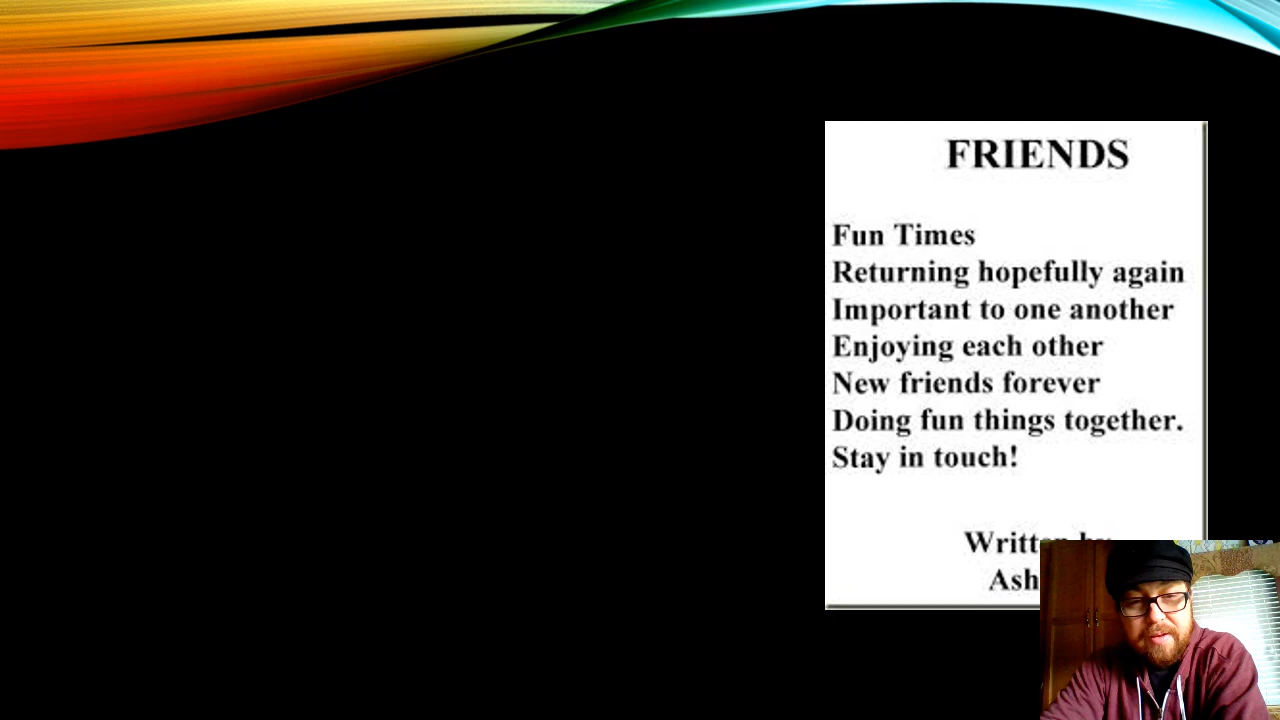 FRIENDS
Fun Times
Returning hopefully again
Important to one another
Enjoying each other
New friends forever
Doing fun things together.
Stay in touch!